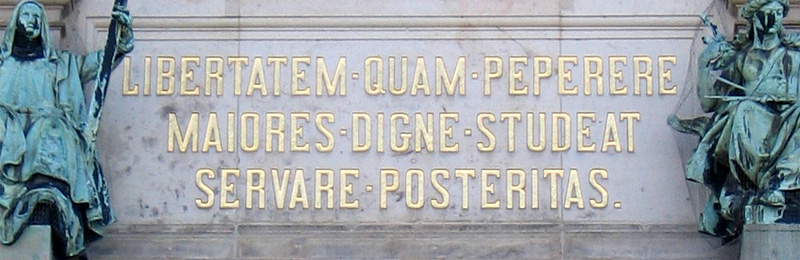 LIBERTATEM·QUAM·PEPERERE
MAIORES·DIGNE·STUDEAT
SERVARE·POSTERITAS.